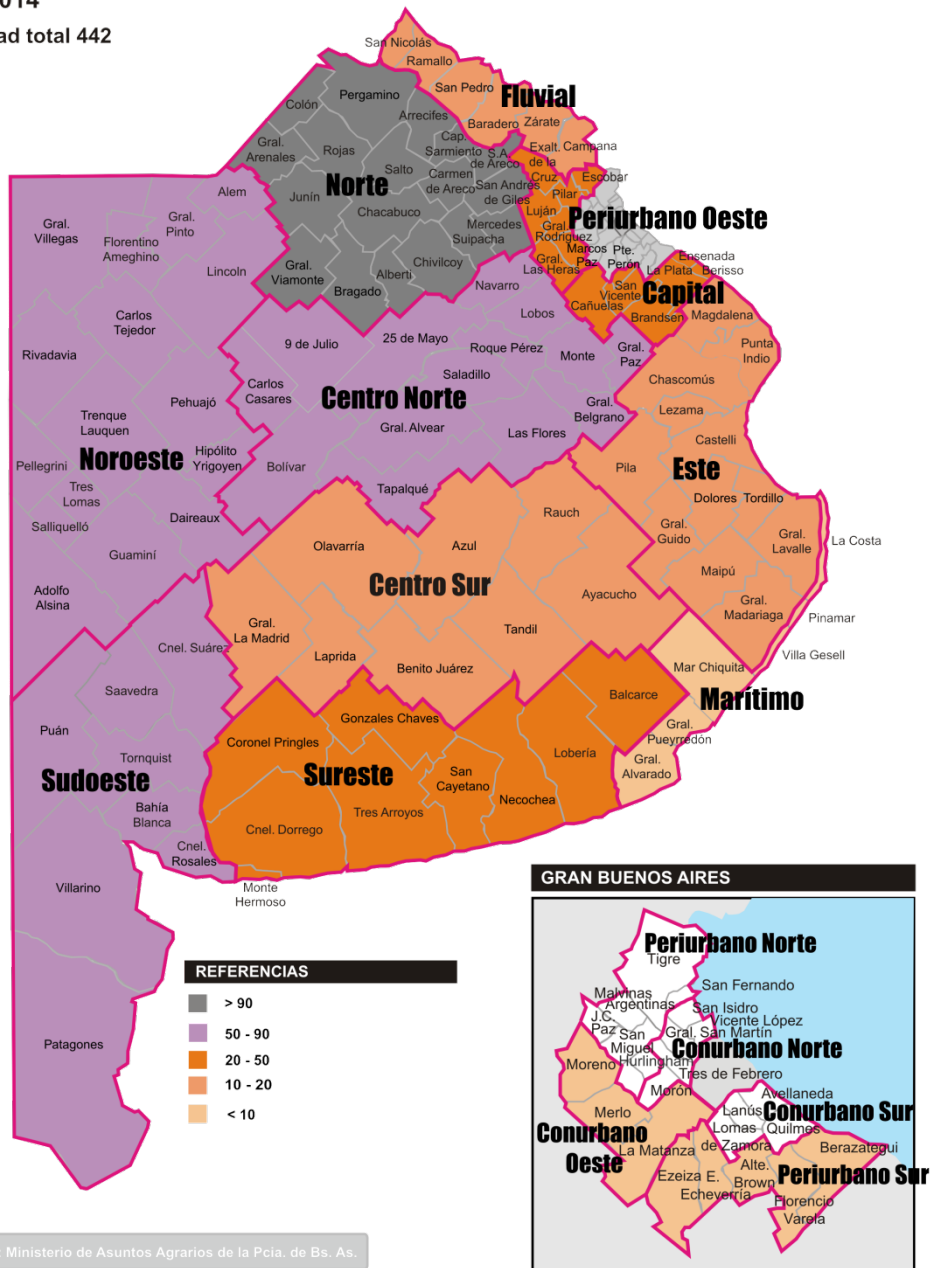 014
ad total 442
San Nicolás
Ramallo
San Pedro
Fluvial
Baradero
Zárate
Exalt.
de la
Cruz
Campana
Escobar
Pergamino
Colón
Arrecifes
Gral.
Arenales
Rojas
Cap.
Sarmiento
S.A.
de Areco
Salto
Carmen
de Areco
San Andrés
de Giles
Norte
Junín
Chacabuco
Mercedes
Suipacha
Chivilcoy
Alberti
Gral.
Viamonte
Bragado
Pilar
Luján
Periurbano Oeste
Gral.
Rodriguez
Marcos
Paz
Pte.
Perón
Gral.
Las Heras
Ensenada
La Plata
Berisso
San
Vicente
Capital
Cañuelas
Brandsen
Magdalena
Punta
Indio
Alem
Gral.
Villegas
Gral.
Pinto
Florentino
Ameghino
Lincoln
Carlos
Tejedor
Rivadavia
Pehuajó
Trenque
Lauquen
Noroeste
Hipólito
Yrigoyen
Pellegrini
Tres
Lomas
Salliquelló
Daireaux
Guaminí
Adolfo
Alsina
Navarro
Lobos
9 de Julio
25 de Mayo
Roque Pérez
Monte
Gral.
Paz
Saladillo
Carlos
Casares
Centro Norte
Gral. Alvear
Gral.
Belgrano
Las Flores
Bolívar
Tapalqué
Chascomús
Lezama
Castelli
Pila
Este
Dolores
Tordillo
Gral.
Guido
Gral.
Lavalle
La Costa
Maipú
Gral.
Madariaga
Pinamar
Villa Gesell
Rauch
Olavarría
Azul
Centro Sur
Ayacucho
Gral.
La Madrid
Tandil
Laprida
Benito Juárez
Mar Chiquita
Marítimo
Gral.
Pueyrredón
Gral.
Alvarado
Cnel. Suárez
Saavedra
Puán
Tornquist
Sudoeste
Bahía
Blanca
Cnel.
Rosales
Villarino
Patagones
Balcarce
Gonzales Chaves
Coronel Pringles
Lobería
Sureste
San
Cayetano
Necochea
Tres Arroyos
Cnel. Dorrego
Monte
Hermoso
REFERENCIAS
> 90
50 - 90
20 - 50
10 - 20
< 10
GRAN BUENOS AIRES
Periurbano Norte
Tigre
San Fernando
Malvinas
Argentinas
San Isidro
J.C.
Paz
Vicente López
San
Miguel
Gral. San Martín
Conurbano Norte
Hurlingham
Moreno
Tres de Febrero
Morón
Avellaneda
Merlo
Lanús
Conurbano Sur
Lomas
de Zamora
Quilmes
Conurbano
Oeste
La Matanza
Berazategui
Alte.
Brown
Periurbano Sur
Ezeiza
E.
Echeverría
Florencio
Varela
: Ministerio de Asuntos Agrarios de la Pcia. de Bs. As.